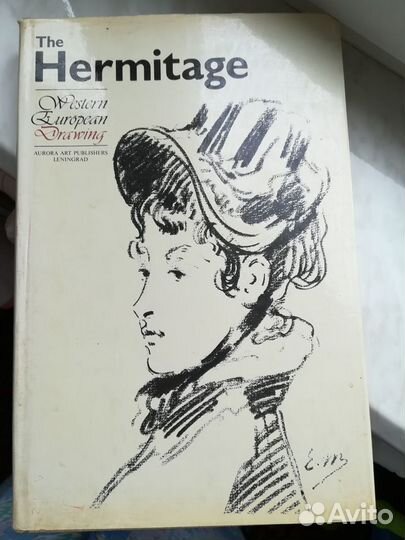 The
Hermitage
Western
European
Drawing
AURORA ART PUBLISHERS
LENINGRAD
E.M
Avito